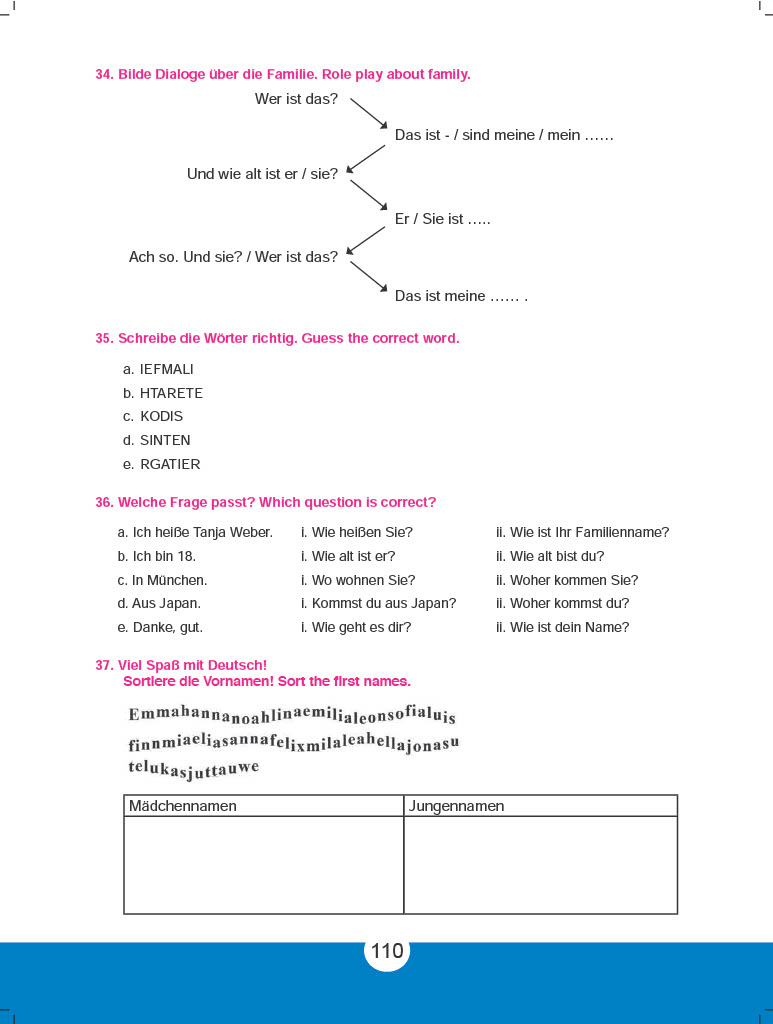 34. Bilde Dialoge über die Familie. Role play about family.
Wer ist das?
Das ist - / sind meine / mein ……
Und wie alt ist er / sie?
Er / Sie ist …..
Ach so. Und sie? / Wer ist das?
Das ist meine …… .
35. Schreibe die Wörter richtig. Guess the correct word.
a. IEFMALI
b. HTARETE
c. KODIS
d. SINTEN
e. RGATIER
36. Welche Frage passt? Which question is correct?
a. Ich heiße Tanja Weber. i. Wie heißen Sie? ii. Wie ist Ihr Familienname?
b. Ich bin 18. i. Wie alt ist er? ii. Wie alt bist du?
c. In München. i. Wo wohnen Sie? ii. Woher kommen Sie?
d. Aus Japan. i. Kommst du aus Japan? ii. Woher kommst du?
e. Danke, gut. i. Wie geht es dir? ii. Wie ist dein Name?
37. Viel Spaß mit Deutsch!
Sortiere die Vornamen! Sort the first names.
Emmahannanoahlinaemilialeonsofialuis
finnmiaeliasannafelixmilaleahellajonasu
telukasjuttauwe
Mädchennamen Jungennamen
110